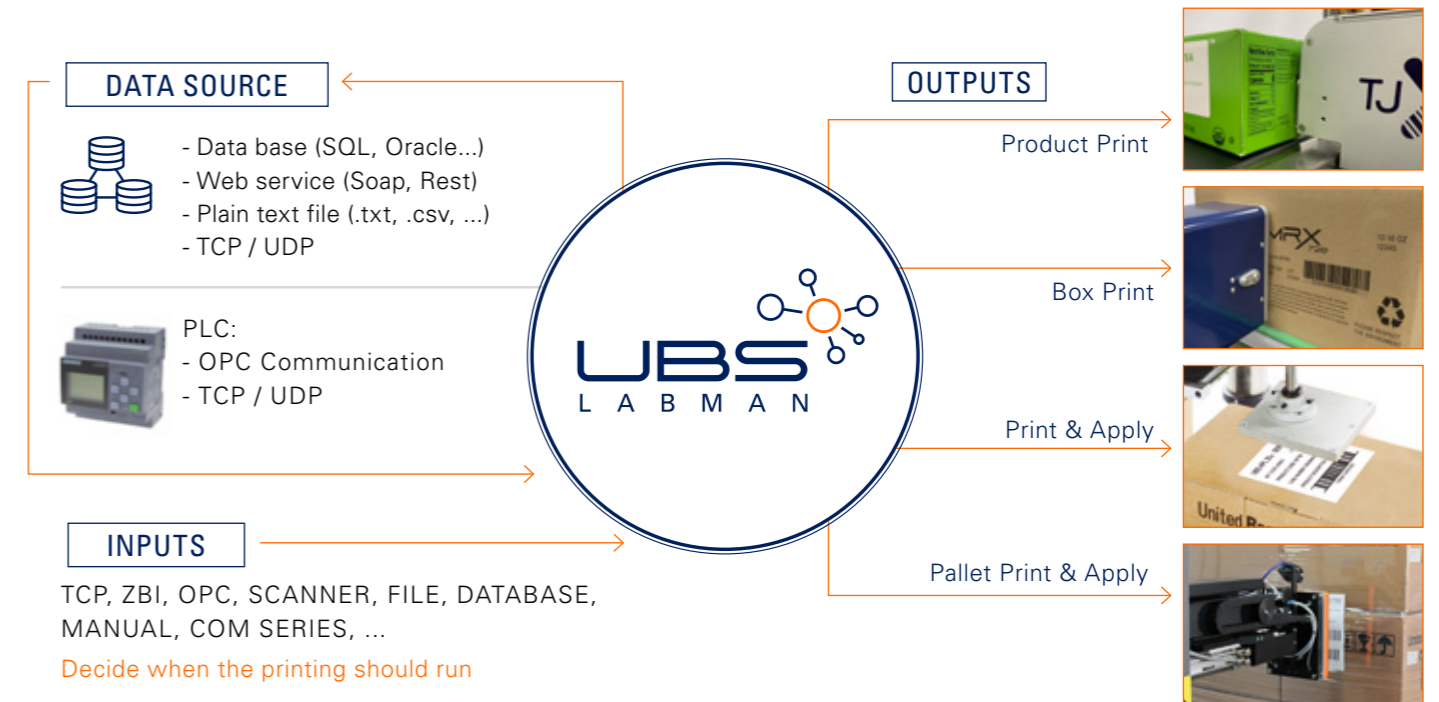 DATA SOURCE
- Data base (SQL, Oracle...)
- Web service (Soap, Rest)
- Plain text file (.txt, .csv, ...)
- TCP / UDP
PLC:
- OPC Communication
- TCP / UDP
INPUTS
TCP, ZBI, OPC, SCANNER, FILE, DATABASE,
MANUAL, COM SERIES, ...
Decide when the printing should run
UBS
LABMAN
OUTPUTS
Product Print
TJ
Box Print
MRX
Print & Apply
United
Pallet Print & Apply